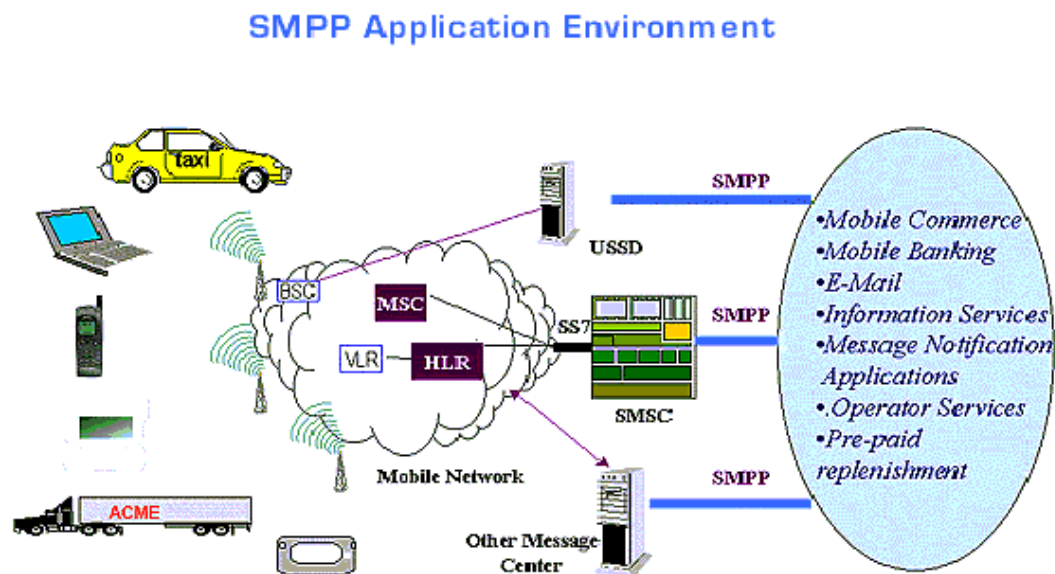 SMPP Application Environment
taxi
SMPP
USSD
BSC
MSC
SS7
VLR
HLR
SMPP
SMSC
•Mobile Commerce
•Mobile Banking
•E-Mail
•Information Services
•Message Notification
Applications
•.Operator Services
•Pre-paid
replenishment
Mobile Network
SMPP
ACME
Other Message
Center